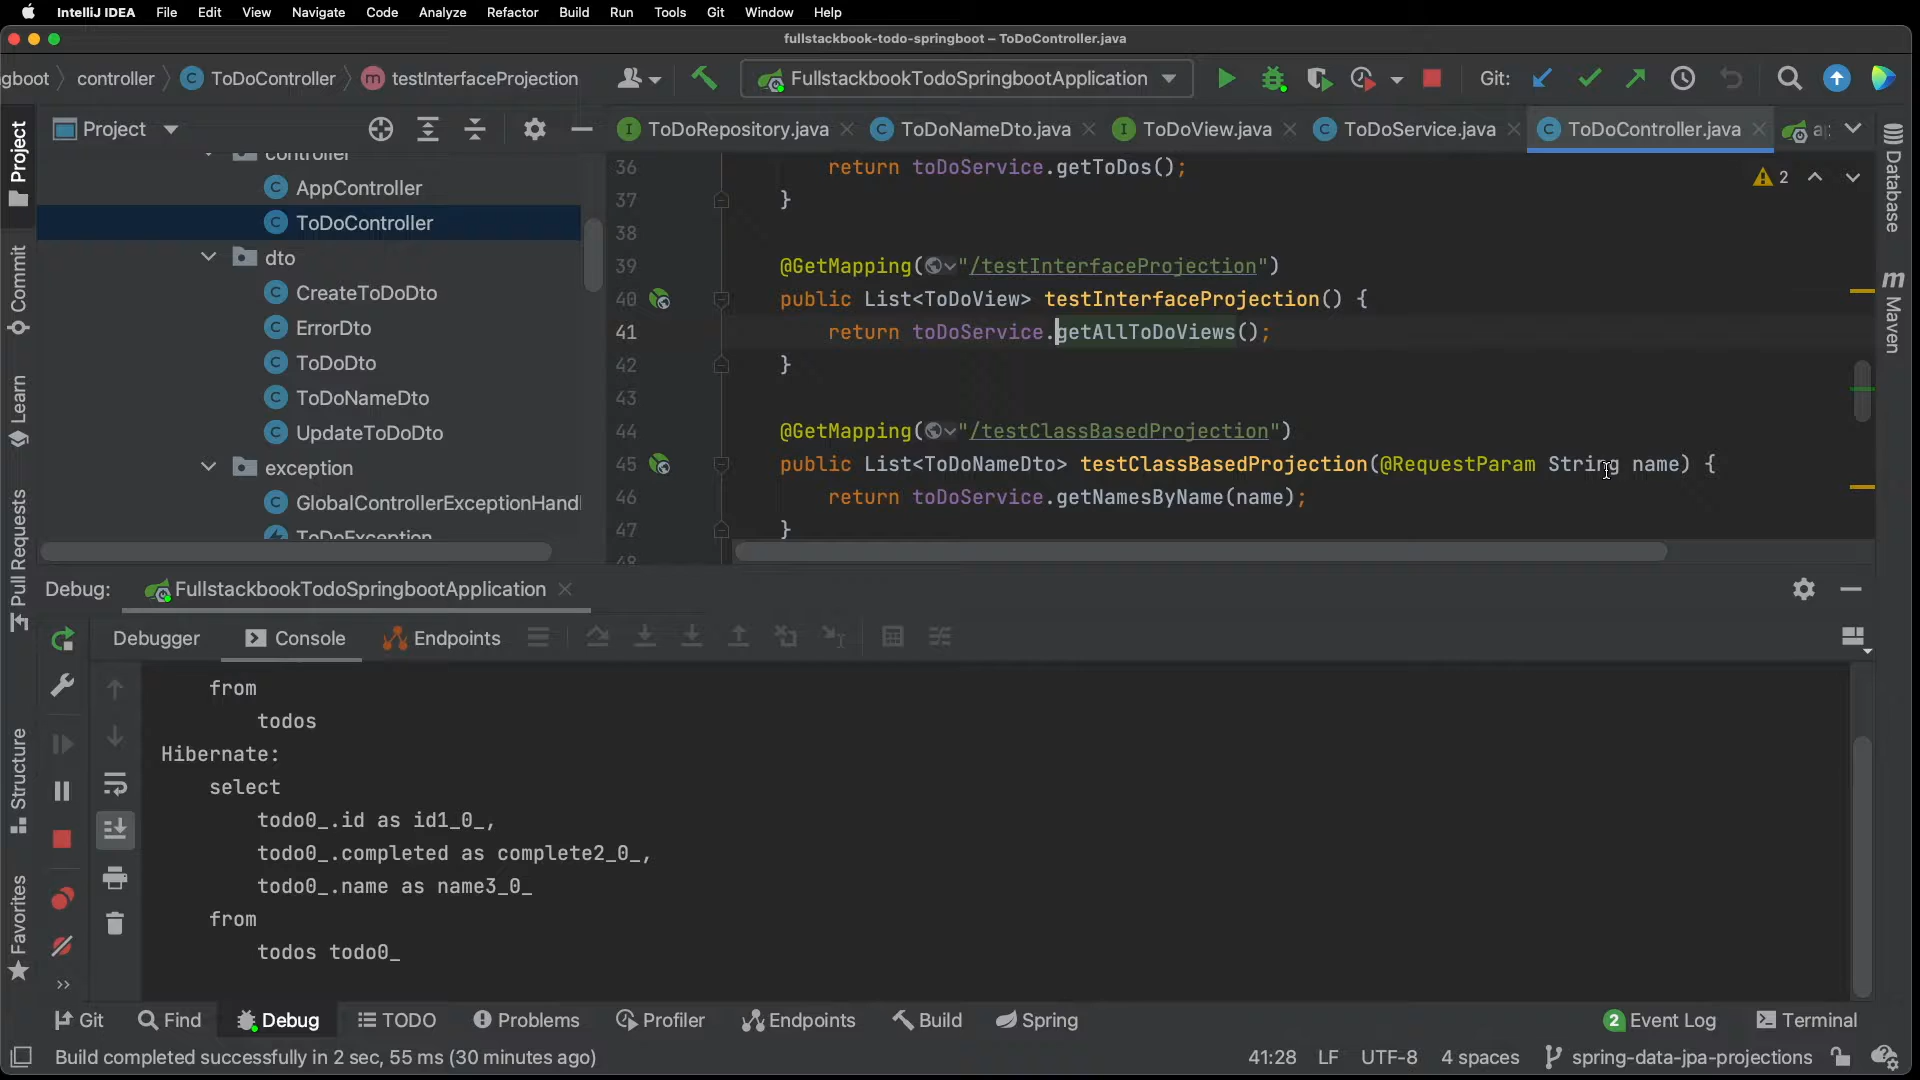 IntelliJ IDEA File Edit View Navigate Code Analyze Refactor Build Run Tools Git Window Help
fullstackbook-todo-springboot – ToDoController.java
gboot controller ToDoController testInterfaceProjection FullstackbookTodoSpringbootApplication Git:
Project
ToDoRepository.java ToDoNameDto.java ToDoView.java ToDoService.java ToDoController.java
controller
AppController
ToDoController
dto
CreateToDoDto
ErrorDto
ToDoDto
ToDoNameDto
UpdateToDoDto
exception
GlobalControllerExceptionHandl
ToDoException
36 return toDoService.getToDos();
37 }
38
39 @GetMapping("/testInterfaceProjection")
40 public List<ToDoView> testInterfaceProjection() {
41 return toDoService.getAllToDoViews();
42 }
43
44 @GetMapping("/testClassBasedProjection")
45 public List<ToDoNameDto> testClassBasedProjection(@RequestParam String name) {
46 return toDoService.getNamesByName(name);
47 }
48
2
Project
Commit
Learn
Pull Requests
Structure
Favorites
Database
Maven
Debug: FullstackbookTodoSpringbootApplication
Debugger Console Endpoints
from
todos
Hibernate:
select
todo0_.id as id1_0_,
todo0_.completed as complete2_0_,
todo0_.name as name3_0_
from
todos todo0_
Git Find Debug TODO Problems Profiler Endpoints Build Spring 2 Event Log Terminal
Build completed successfully in 2 sec, 55 ms (30 minutes ago) 41:28 LF UTF-8 4 spaces spring-data-jpa-projections